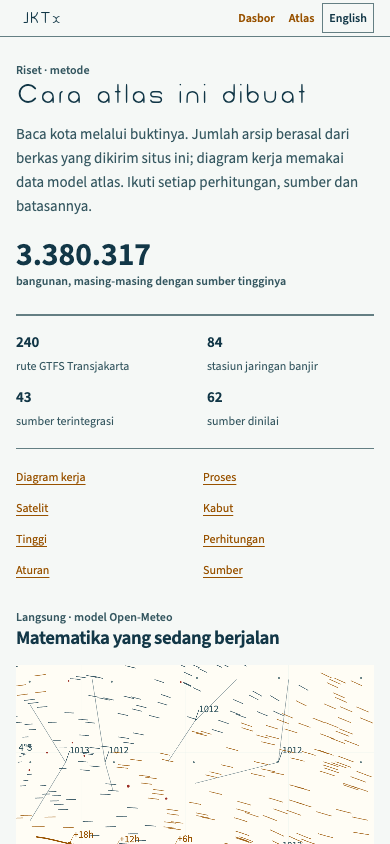 JKTx
Dasbor Atlas English
Riset · metode
Cara atlas ini dibuat
Baca kota melalui buktinya. Jumlah arsip berasal dari
berkas yang dikirim situs ini; diagram kerja memakai
data model atlas. Ikuti setiap perhitungan, sumber dan
batasannya.
3.380.317
bangunan, masing-masing dengan sumber tingginya
240
rute GTFS Transjakarta
84
stasiun jaringan banjir
43
sumber terintegrasi
62
sumber dinilai
Diagram kerja
Proses
Satelit
Kabut
Tinggi
Perhitungan
Aturan
Sumber
Langsung · model Open-Meteo
Matematika yang sedang berjalan
1012
4°S
1013
1012
1012
+18h
+12h
+6h